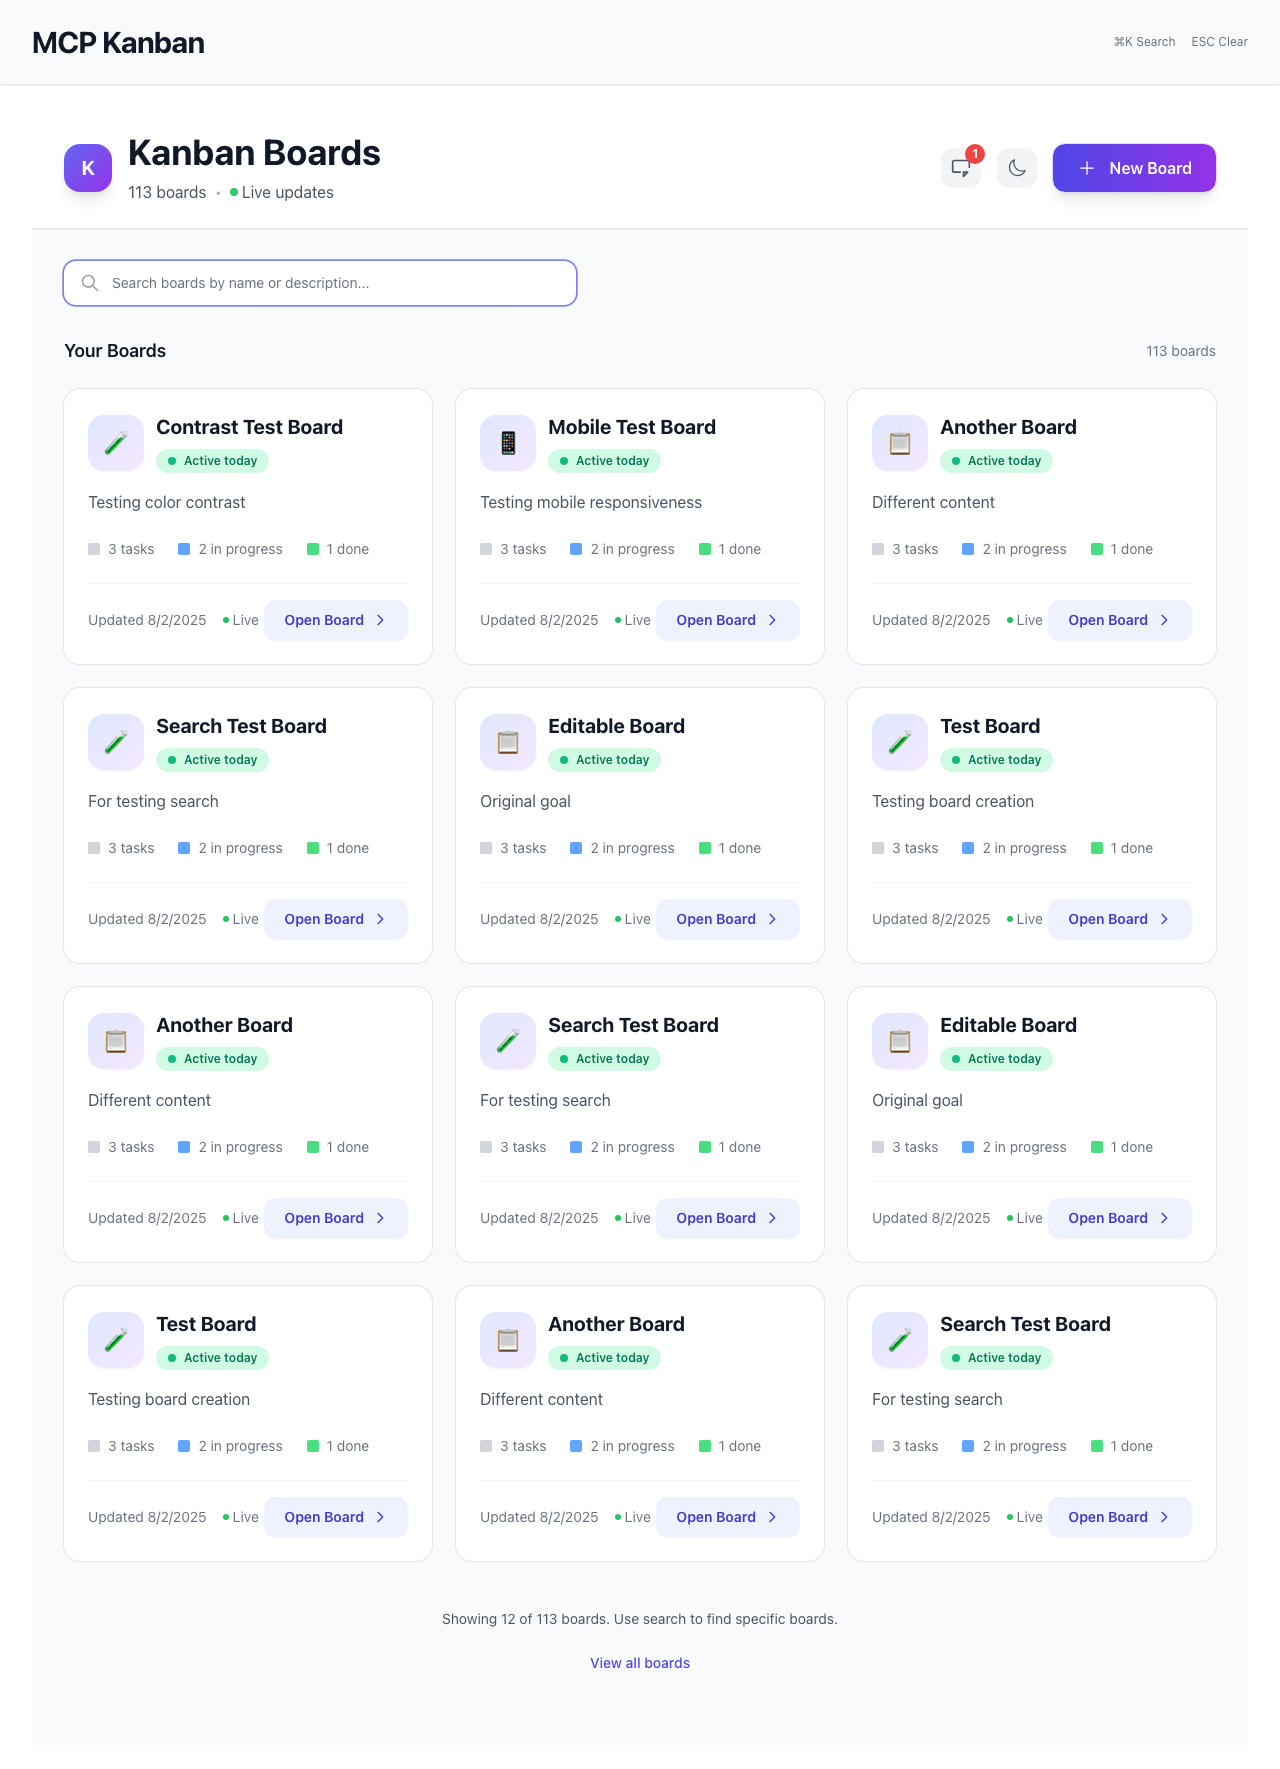 MCP Kanban
⌘K Search ESC Clear
K
Kanban Boards
113 boards • Live updates
1
New Board
Search boards by name or description...
Your Boards
113 boards
Contrast Test Board
Active today
Testing color contrast
3 tasks 2 in progress 1 done
Updated 8/2/2025 Live Open Board
Mobile Test Board
Active today
Testing mobile responsiveness
3 tasks 2 in progress 1 done
Updated 8/2/2025 Live Open Board
Another Board
Active today
Different content
3 tasks 2 in progress 1 done
Updated 8/2/2025 Live Open Board
Search Test Board
Active today
For testing search
3 tasks 2 in progress 1 done
Updated 8/2/2025 Live Open Board
Editable Board
Active today
Original goal
3 tasks 2 in progress 1 done
Updated 8/2/2025 Live Open Board
Test Board
Active today
Testing board creation
3 tasks 2 in progress 1 done
Updated 8/2/2025 Live Open Board
Another Board
Active today
Different content
3 tasks 2 in progress 1 done
Updated 8/2/2025 Live Open Board
Search Test Board
Active today
For testing search
3 tasks 2 in progress 1 done
Updated 8/2/2025 Live Open Board
Editable Board
Active today
Original goal
3 tasks 2 in progress 1 done
Updated 8/2/2025 Live Open Board
Test Board
Active today
Testing board creation
3 tasks 2 in progress 1 done
Updated 8/2/2025 Live Open Board
Another Board
Active today
Different content
3 tasks 2 in progress 1 done
Updated 8/2/2025 Live Open Board
Search Test Board
Active today
For testing search
3 tasks 2 in progress 1 done
Updated 8/2/2025 Live Open Board
Showing 12 of 113 boards. Use search to find specific boards.
View all boards